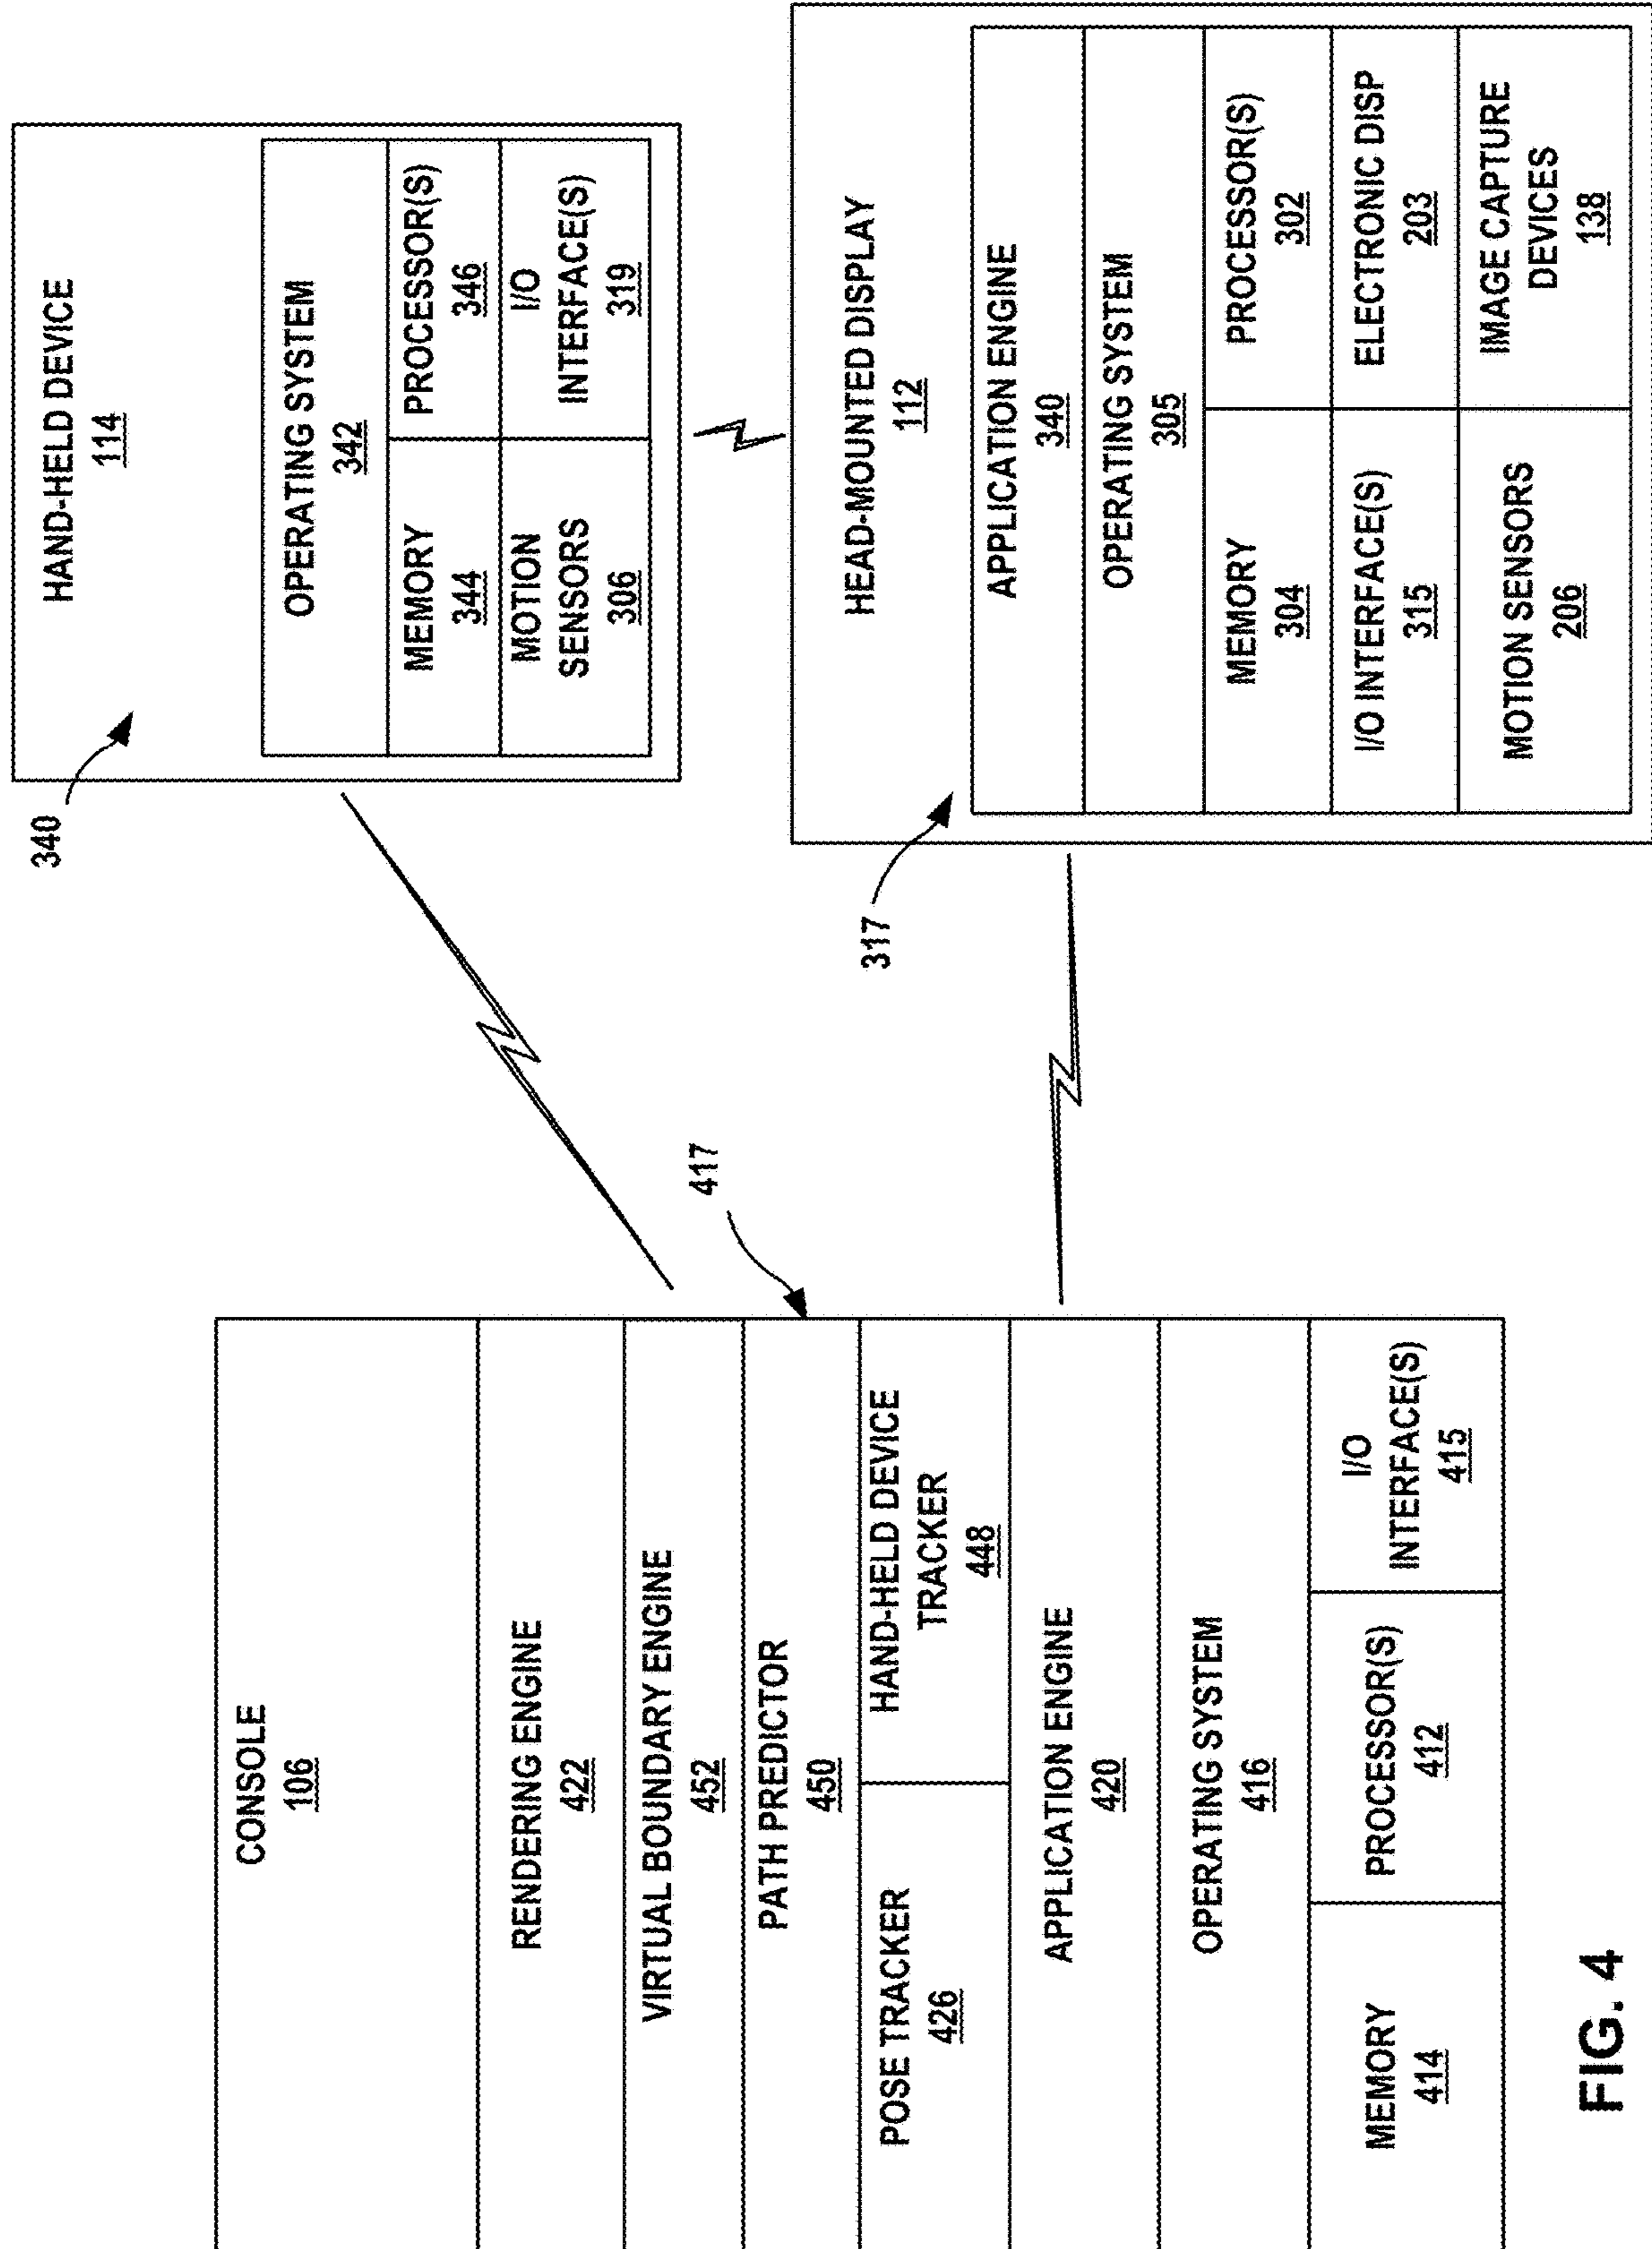 HAND-HELD DEVICE
114
340
OPERATING SYSTEM
342
MEMORY
344
PROCESSOR(S)
346
MOTION
SENSORS
306
I/O
INTERFACE(S)
319
CONSOLE
106
RENDERING ENGINE
422
VIRTUAL BOUNDARY ENGINE
452
PATH PREDICTOR
450
417
POSE TRACKER
426
HAND-HELD DEVICE
TRACKER
448
APPLICATION ENGINE
420
OPERATING SYSTEM
416
MEMORY
414
PROCESSOR(S)
412
I/O
INTERFACE(S)
415
HEAD-MOUNTED DISPLAY
112
317
APPLICATION ENGINE
340
OPERATING SYSTEM
305
MEMORY
304
PROCESSOR(S)
302
I/O INTERFACE(S)
315
ELECTRONIC DISP
203
MOTION SENSORS
206
IMAGE CAPTURE
DEVICES
138
FIG. 4